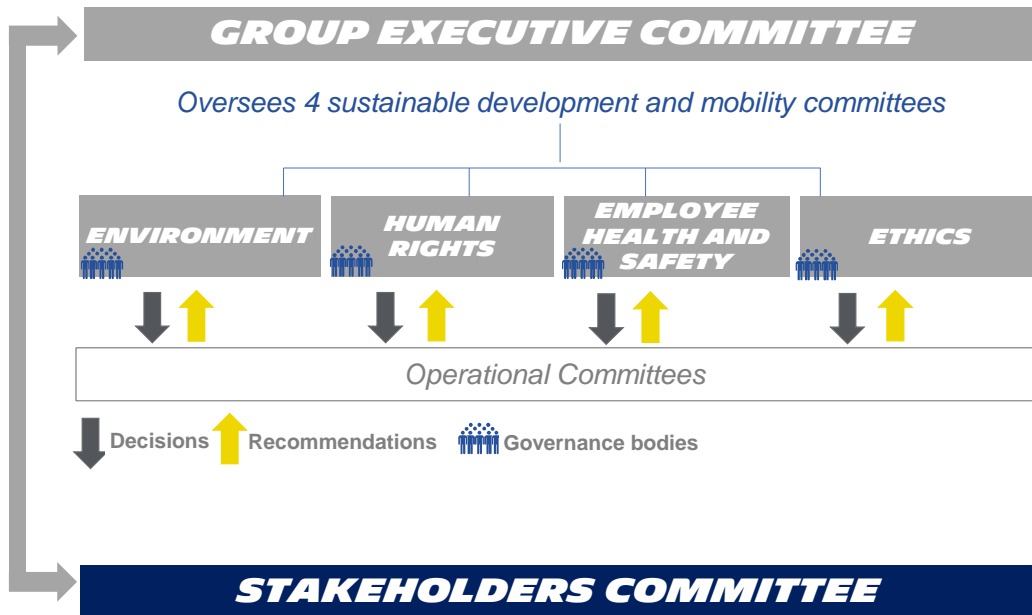 GROUP EXECUTIVE COMMITTEE
Oversees 4 sustainable development and mobility committees
ENVIRONMENT
HUMAN
RIGHTS
EMPLOYEE
HEALTH AND
SAFETY
ETHICS
Operational Committees
Decisions
Recommendations
Governance bodies
STAKEHOLDERS COMMITTEE